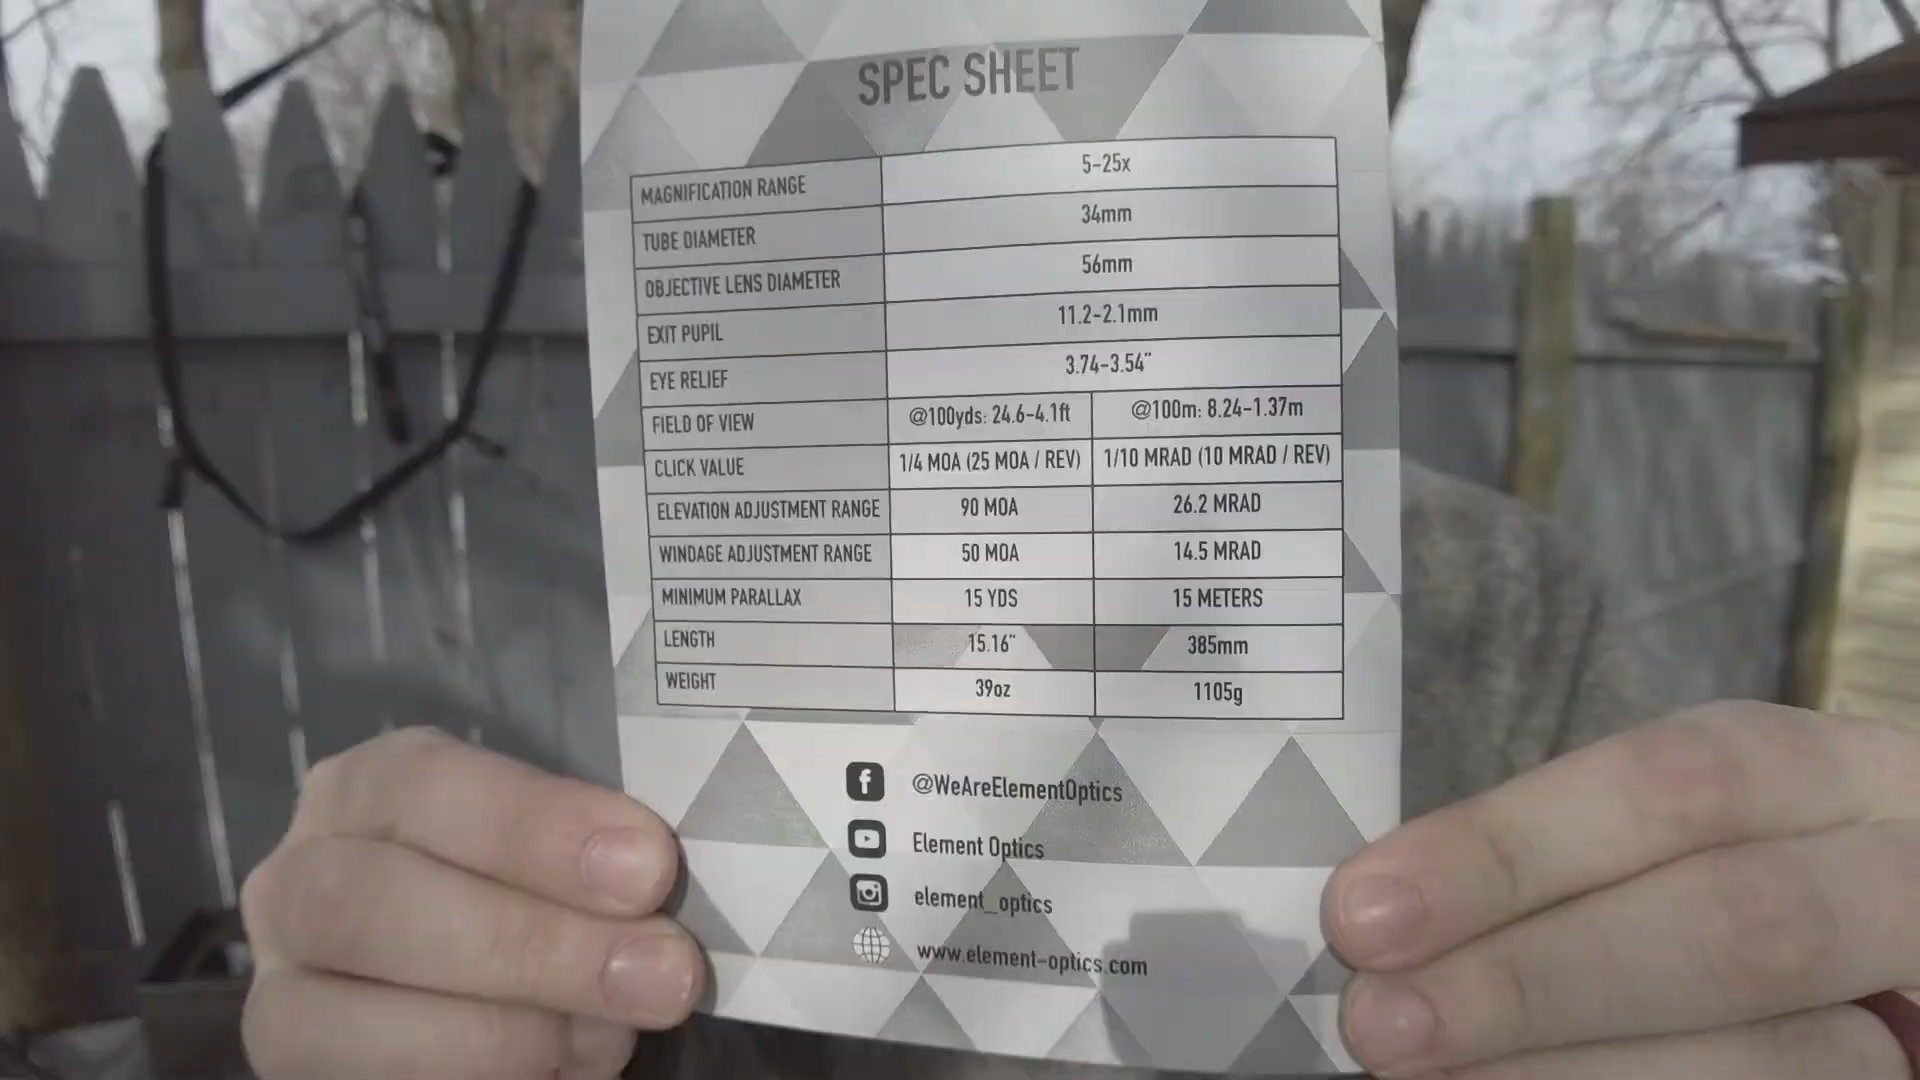 SPEC SHEET
MAGNIFICATION RANGE 5-25x
TUBE DIAMETER 34mm
OBJECTIVE LENS DIAMETER 56mm
EXIT PUPIL 11.2-2.1mm
EYE RELIEF 3.74-3.54"
FIELD OF VIEW @100yds: 24.6-4.1ft @100m: 8.24-1.37m
CLICK VALUE 1/4 MOA (25 MOA / REV) 1/10 MRAD (10 MRAD / REV)
ELEVATION ADJUSTMENT RANGE 90 MOA 26.2 MRAD
WINDAGE ADJUSTMENT RANGE 50 MOA 14.5 MRAD
MINIMUM PARALLAX 15 YDS 15 METERS
LENGTH 15.16" 385mm
WEIGHT 39oz 1105g
@WeAreElementOptics
Element Optics
element_optics
www.element-optics.com